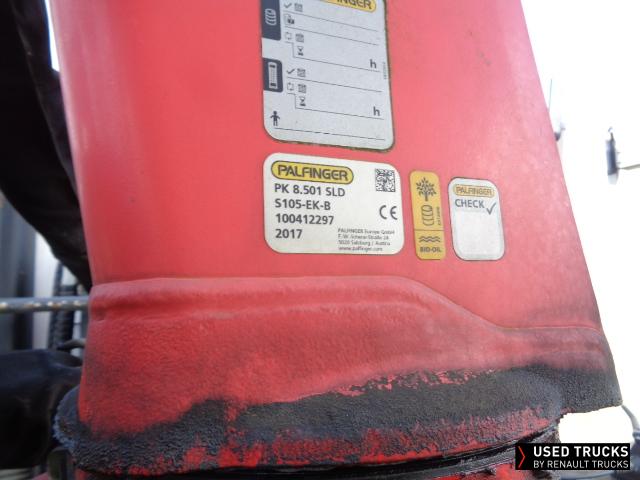 PALFINGER
h
h
PALFINGER
PK 8.501 SLD
S105-EK-B
100412297
2017
CE
PALFINGER Europe GmbH
F.-W.-Scherer-Straße 24
5020 Salzburg / Austria
www.palfinger.com
BIO-OIL
PALFINGER
CHECK
USED TRUCKS
BY RENAULT TRUCKS